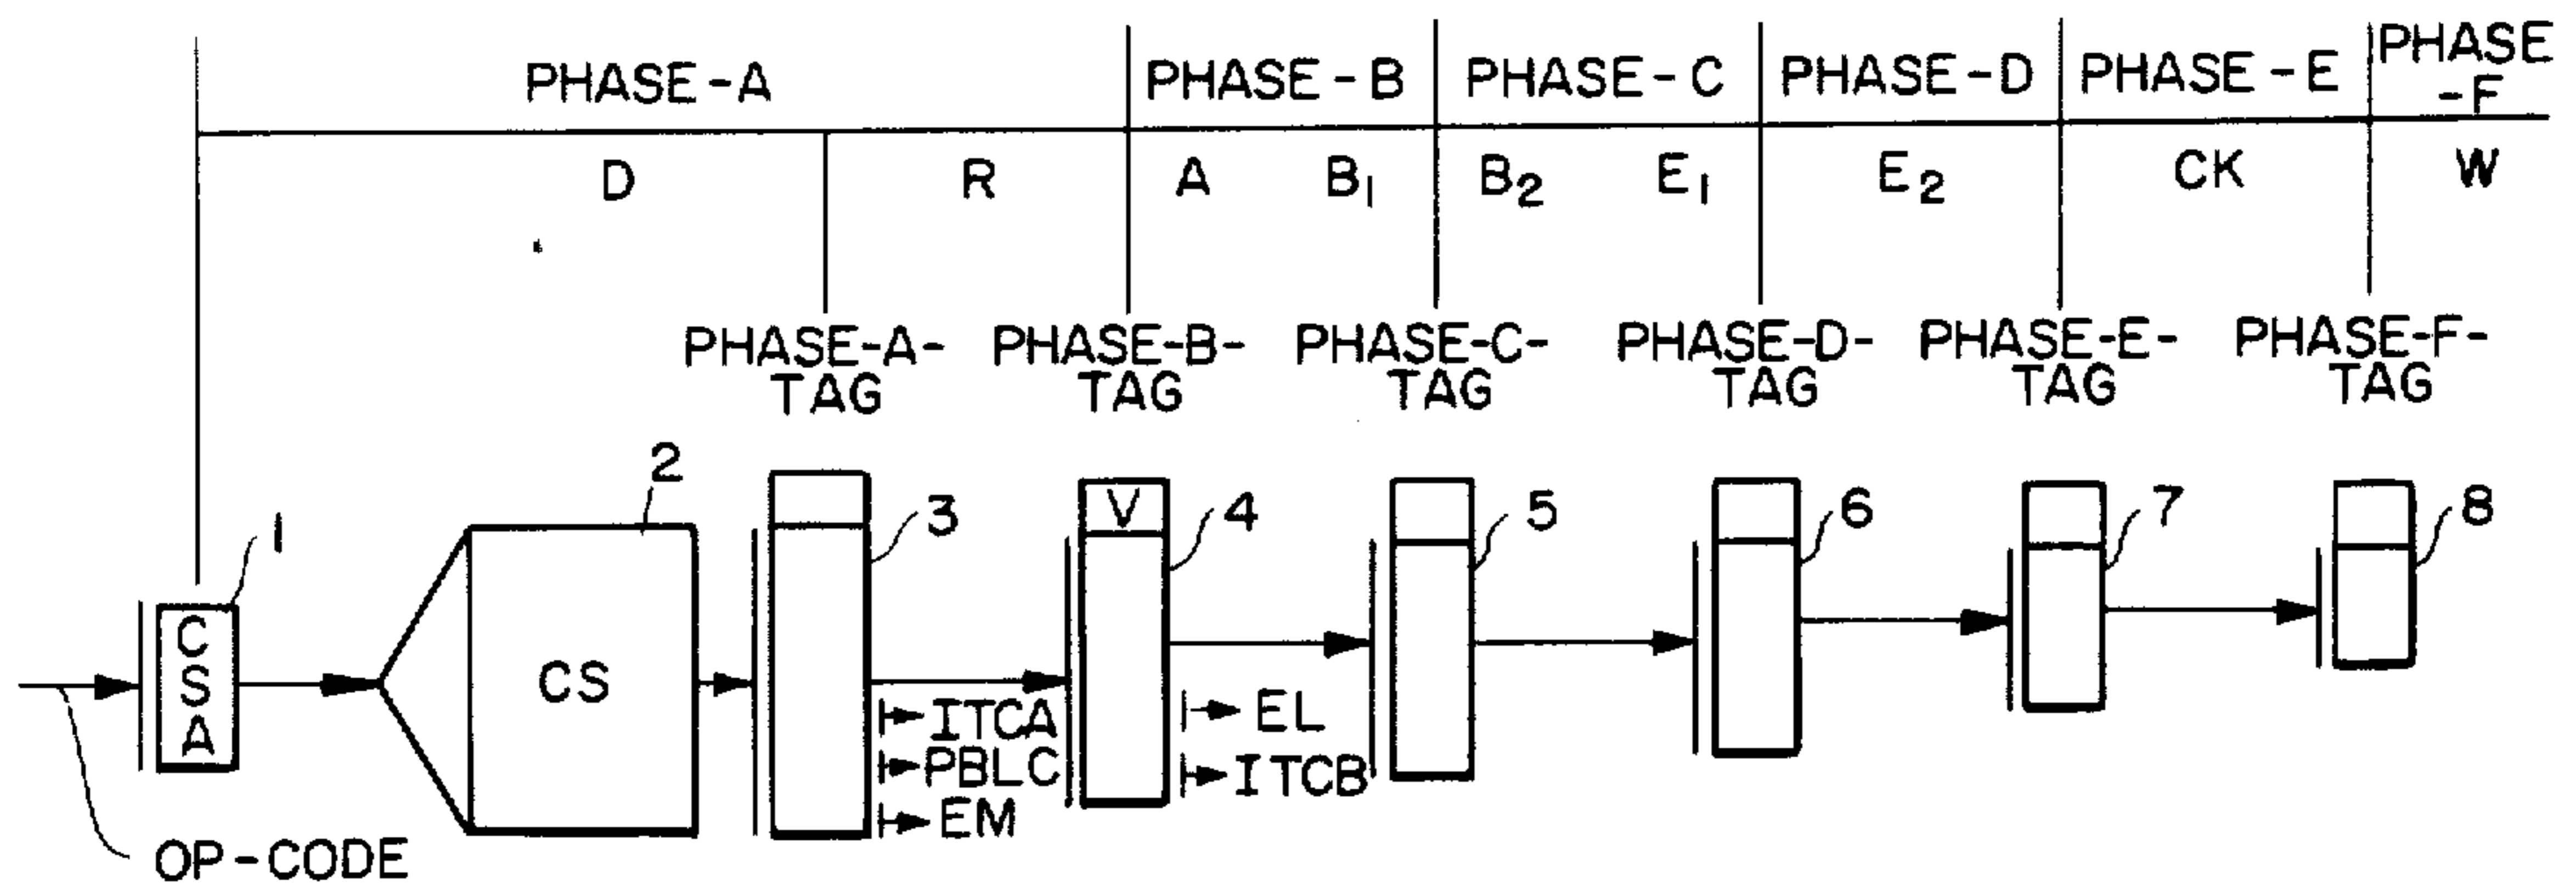 PHASE-A
PHASE-B
PHASE-C
PHASE-D
PHASE-E
PHASE
-F
D
R
A
B1
B2
E1
E2
CK
W
PHASE-A-
TAG
PHASE-B-
TAG
PHASE-C-
TAG
PHASE-D-
TAG
PHASE-E-
TAG
PHASE-F-
TAG
1
2
3
4
5
6
7
8
CSA
CS
V
ITCA
PBLC
EM
EL
ITCB
OP-CODE